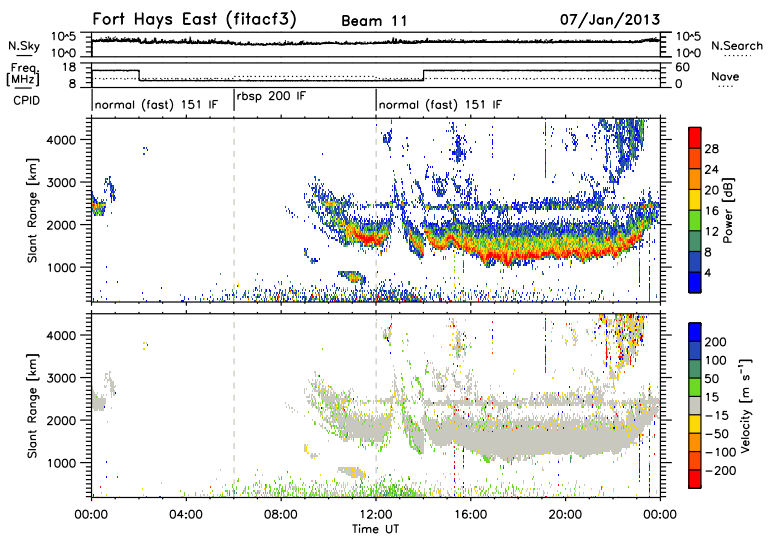 Fort Hays East (fitacf3) Beam 11 07/Jan/2013
N.Sky 10^5 10^0 10^5 10^0 N.Search
Freq. [MHz] 18 8 60 0 Nave
CPID normal (fast) 151 IF rbsp 200 IF normal (fast) 151 IF
Slant Range [km]
4000
3000
2000
1000
Power [dB]
28
24
20
16
12
8
4
Slant Range [km]
4000
3000
2000
1000
Velocity [m s^-1]
200
100
50
15
-15
-50
-100
-200
00:00 04:00 08:00 12:00 16:00 20:00 00:00
Time UT